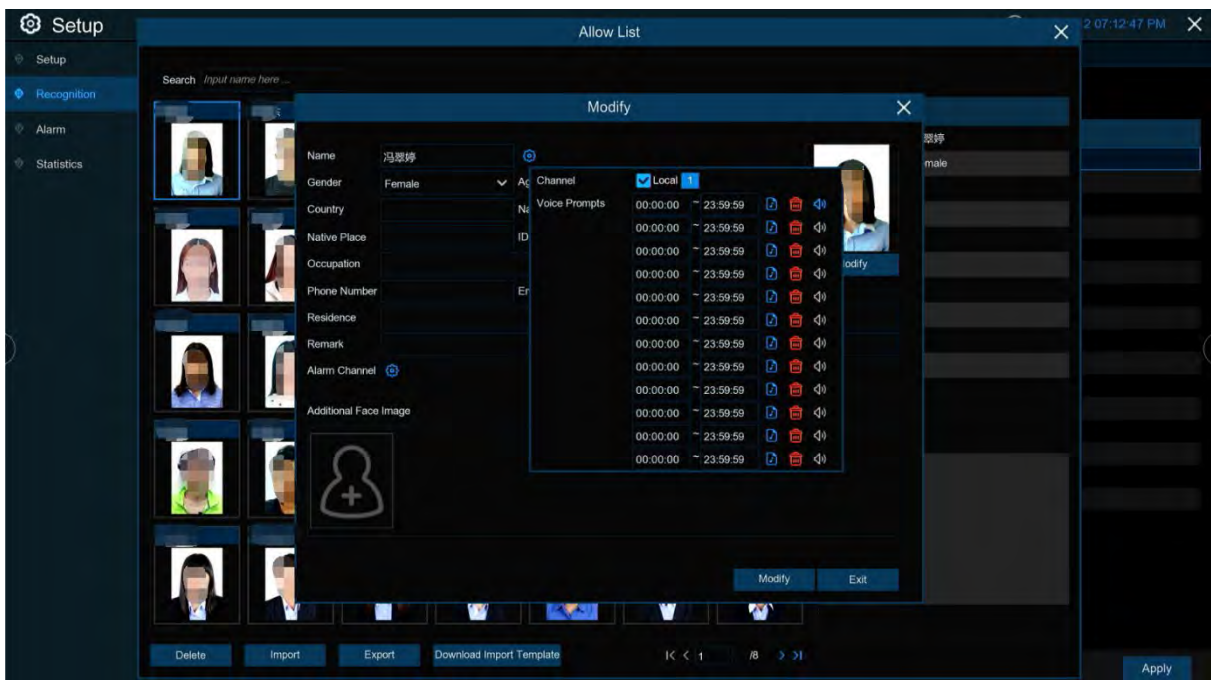 Setup
Allow List
2 07:12:47 PM
Setup
Recognition
Alarm
Statistics
Search Input name here ...
Modify
Name 冯翠婷
Gender Female
Country
Native Place ID
Occupation
Phone Number
Residence
Remark
Alarm Channel
Additional Face Image
Channel Local 1
Voice Prompts 00:00:00 ~ 23:59:59
00:00:00 ~ 23:59:59
00:00:00 ~ 23:59:59
00:00:00 ~ 23:59:59
00:00:00 ~ 23:59:59
00:00:00 ~ 23:59:59
00:00:00 ~ 23:59:59
00:00:00 ~ 23:59:59
00:00:00 ~ 23:59:59
00:00:00 ~ 23:59:59
00:00:00 ~ 23:59:59
00:00:00 ~ 23:59:59
翠婷
male
odify
Modify Exit
Delete Import Export Download Import Template 1 /8
Apply